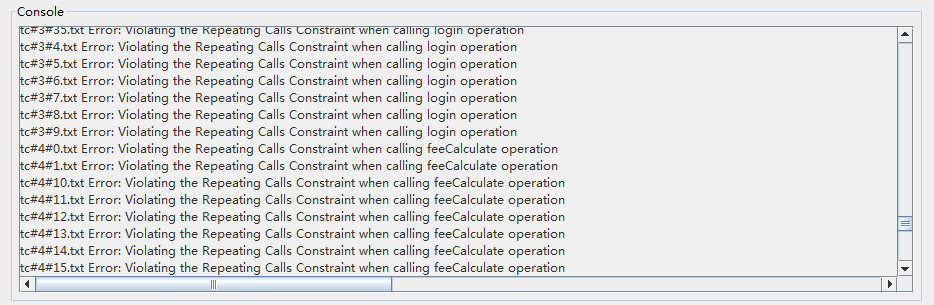 Console
tc#3#35.txt Error: Violating the Repeating Calls Constraint when calling login operation
tc#3#4.txt Error: Violating the Repeating Calls Constraint when calling login operation
tc#3#5.txt Error: Violating the Repeating Calls Constraint when calling login operation
tc#3#6.txt Error: Violating the Repeating Calls Constraint when calling login operation
tc#3#7.txt Error: Violating the Repeating Calls Constraint when calling login operation
tc#3#8.txt Error: Violating the Repeating Calls Constraint when calling login operation
tc#3#9.txt Error: Violating the Repeating Calls Constraint when calling login operation
tc#4#0.txt Error: Violating the Repeating Calls Constraint when calling feeCalculate operation
tc#4#1.txt Error: Violating the Repeating Calls Constraint when calling feeCalculate operation
tc#4#10.txt Error: Violating the Repeating Calls Constraint when calling feeCalculate operation
tc#4#11.txt Error: Violating the Repeating Calls Constraint when calling feeCalculate operation
tc#4#12.txt Error: Violating the Repeating Calls Constraint when calling feeCalculate operation
tc#4#13.txt Error: Violating the Repeating Calls Constraint when calling feeCalculate operation
tc#4#14.txt Error: Violating the Repeating Calls Constraint when calling feeCalculate operation
tc#4#15.txt Error: Violating the Repeating Calls Constraint when calling feeCalculate operation